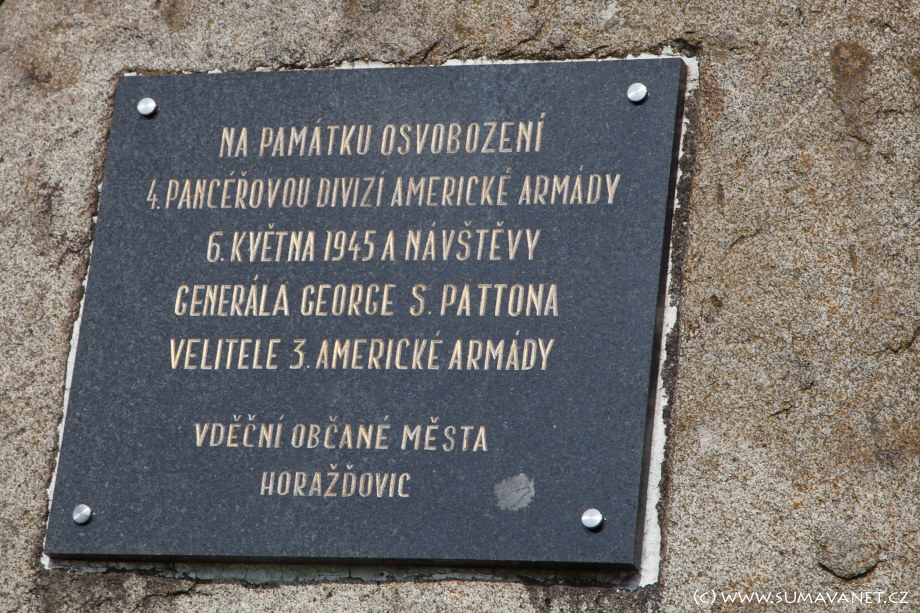 NA PAMÁTKU OSVOBOZENÍ
4. PANCÉŘOVOU DIVIZÍ AMERICKÉ ARMÁDY
6. KVĚTNA 1945 A NÁVŠTĚVY
GENERÁLA GEORGE S. PATTONA
VELITELE 3. AMERICKÉ ARMÁDY
VDĚČNÍ OBČANÉ MĚSTA
HORAŽĎOVIC
(C) WWW.SUMAVANET.CZ